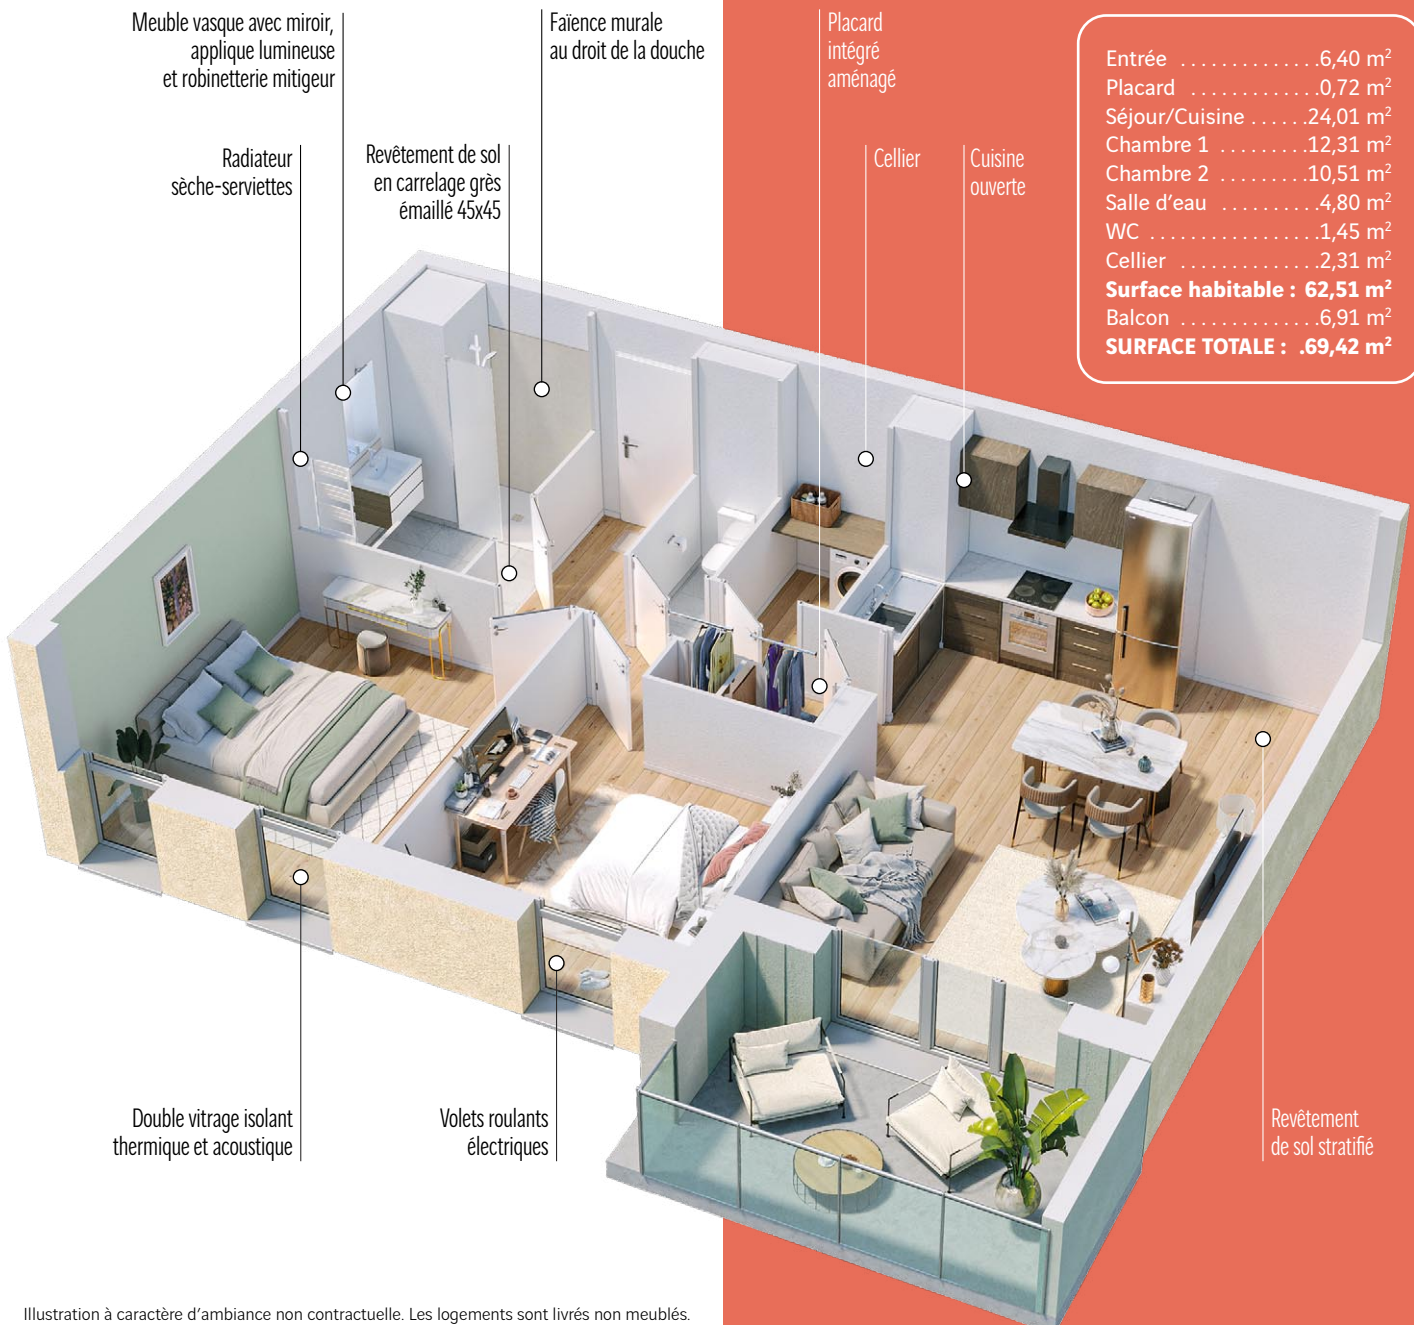 Meuble vasque avec miroir,
applique lumineuse
et robinetterie mitigeur
Faïence murale
au droit de la douche
Placard
intégré
aménagé
Radiateur
sèche-serviettes
Revêtement de sol
en carrelage grès
émaillé 45x45
Cellier
Cuisine
ouverte
Entrée ..............6,40 m²
Placard .............0,72 m²
Séjour/Cuisine ......24,01 m²
Chambre 1 .........12,31 m²
Chambre 2 .........10,51 m²
Salle d'eau ..........4,80 m²
WC .................1,45 m²
Cellier ..............2,31 m²
Surface habitable : 62,51 m²
Balcon ..............6,91 m²
SURFACE TOTALE : .69,42 m²
Double vitrage isolant
thermique et acoustique
Volets roulants
électriques
Revêtement
de sol stratifié
Illustration à caractère d'ambiance non contractuelle. Les logements sont livrés non meublés.